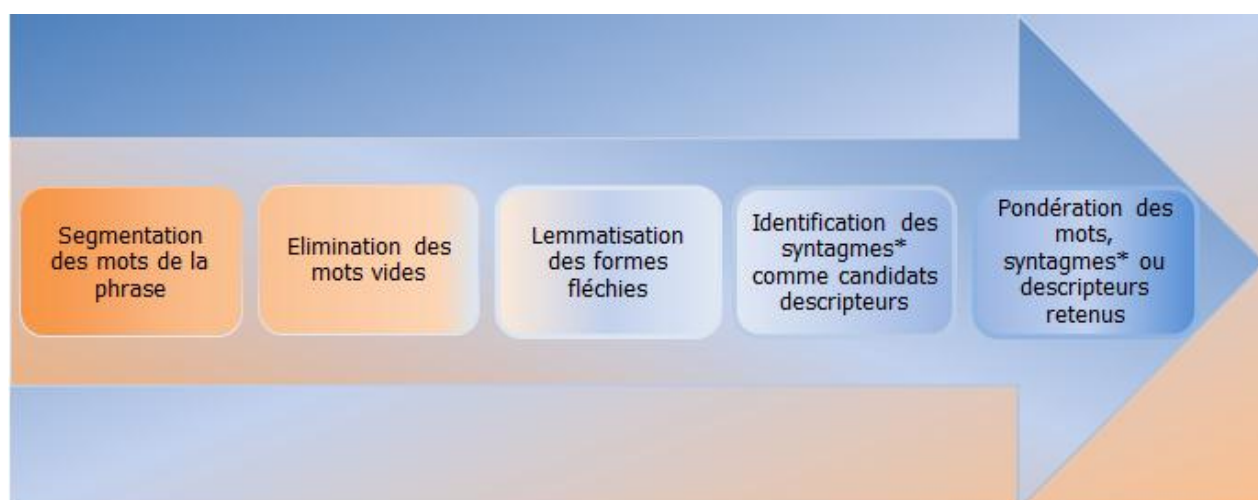 Segmentation
des mots de la
phrase
Elimination des
mots vides
Lemmatisation
des formes
fléchies
Identification des
syntagmes*
comme candidats
descripteurs
Pondération des
mots,
syntagmes* ou
descripteurs
retenus